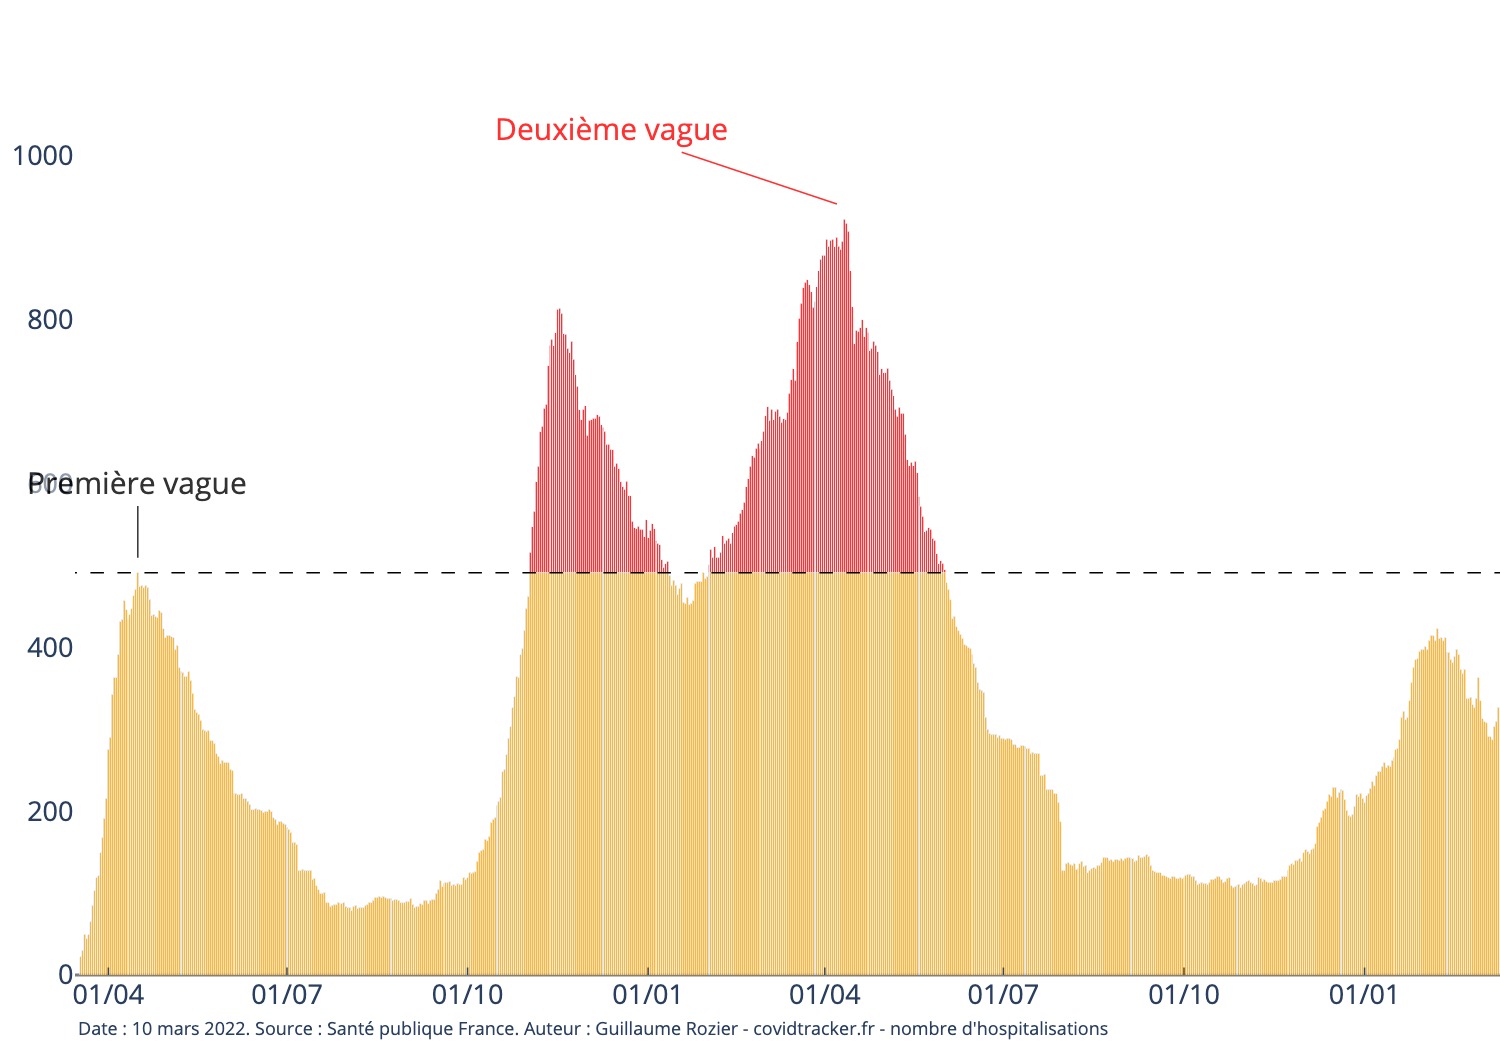 Deuxième vague
1000
800
600
Première vague
400
200
0
01/04 01/07 01/10 01/01 01/04 01/07 01/10 01/01
Date : 10 mars 2022. Source : Santé publique France. Auteur : Guillaume Rozier - covidtracker.fr - nombre d'hospitalisations